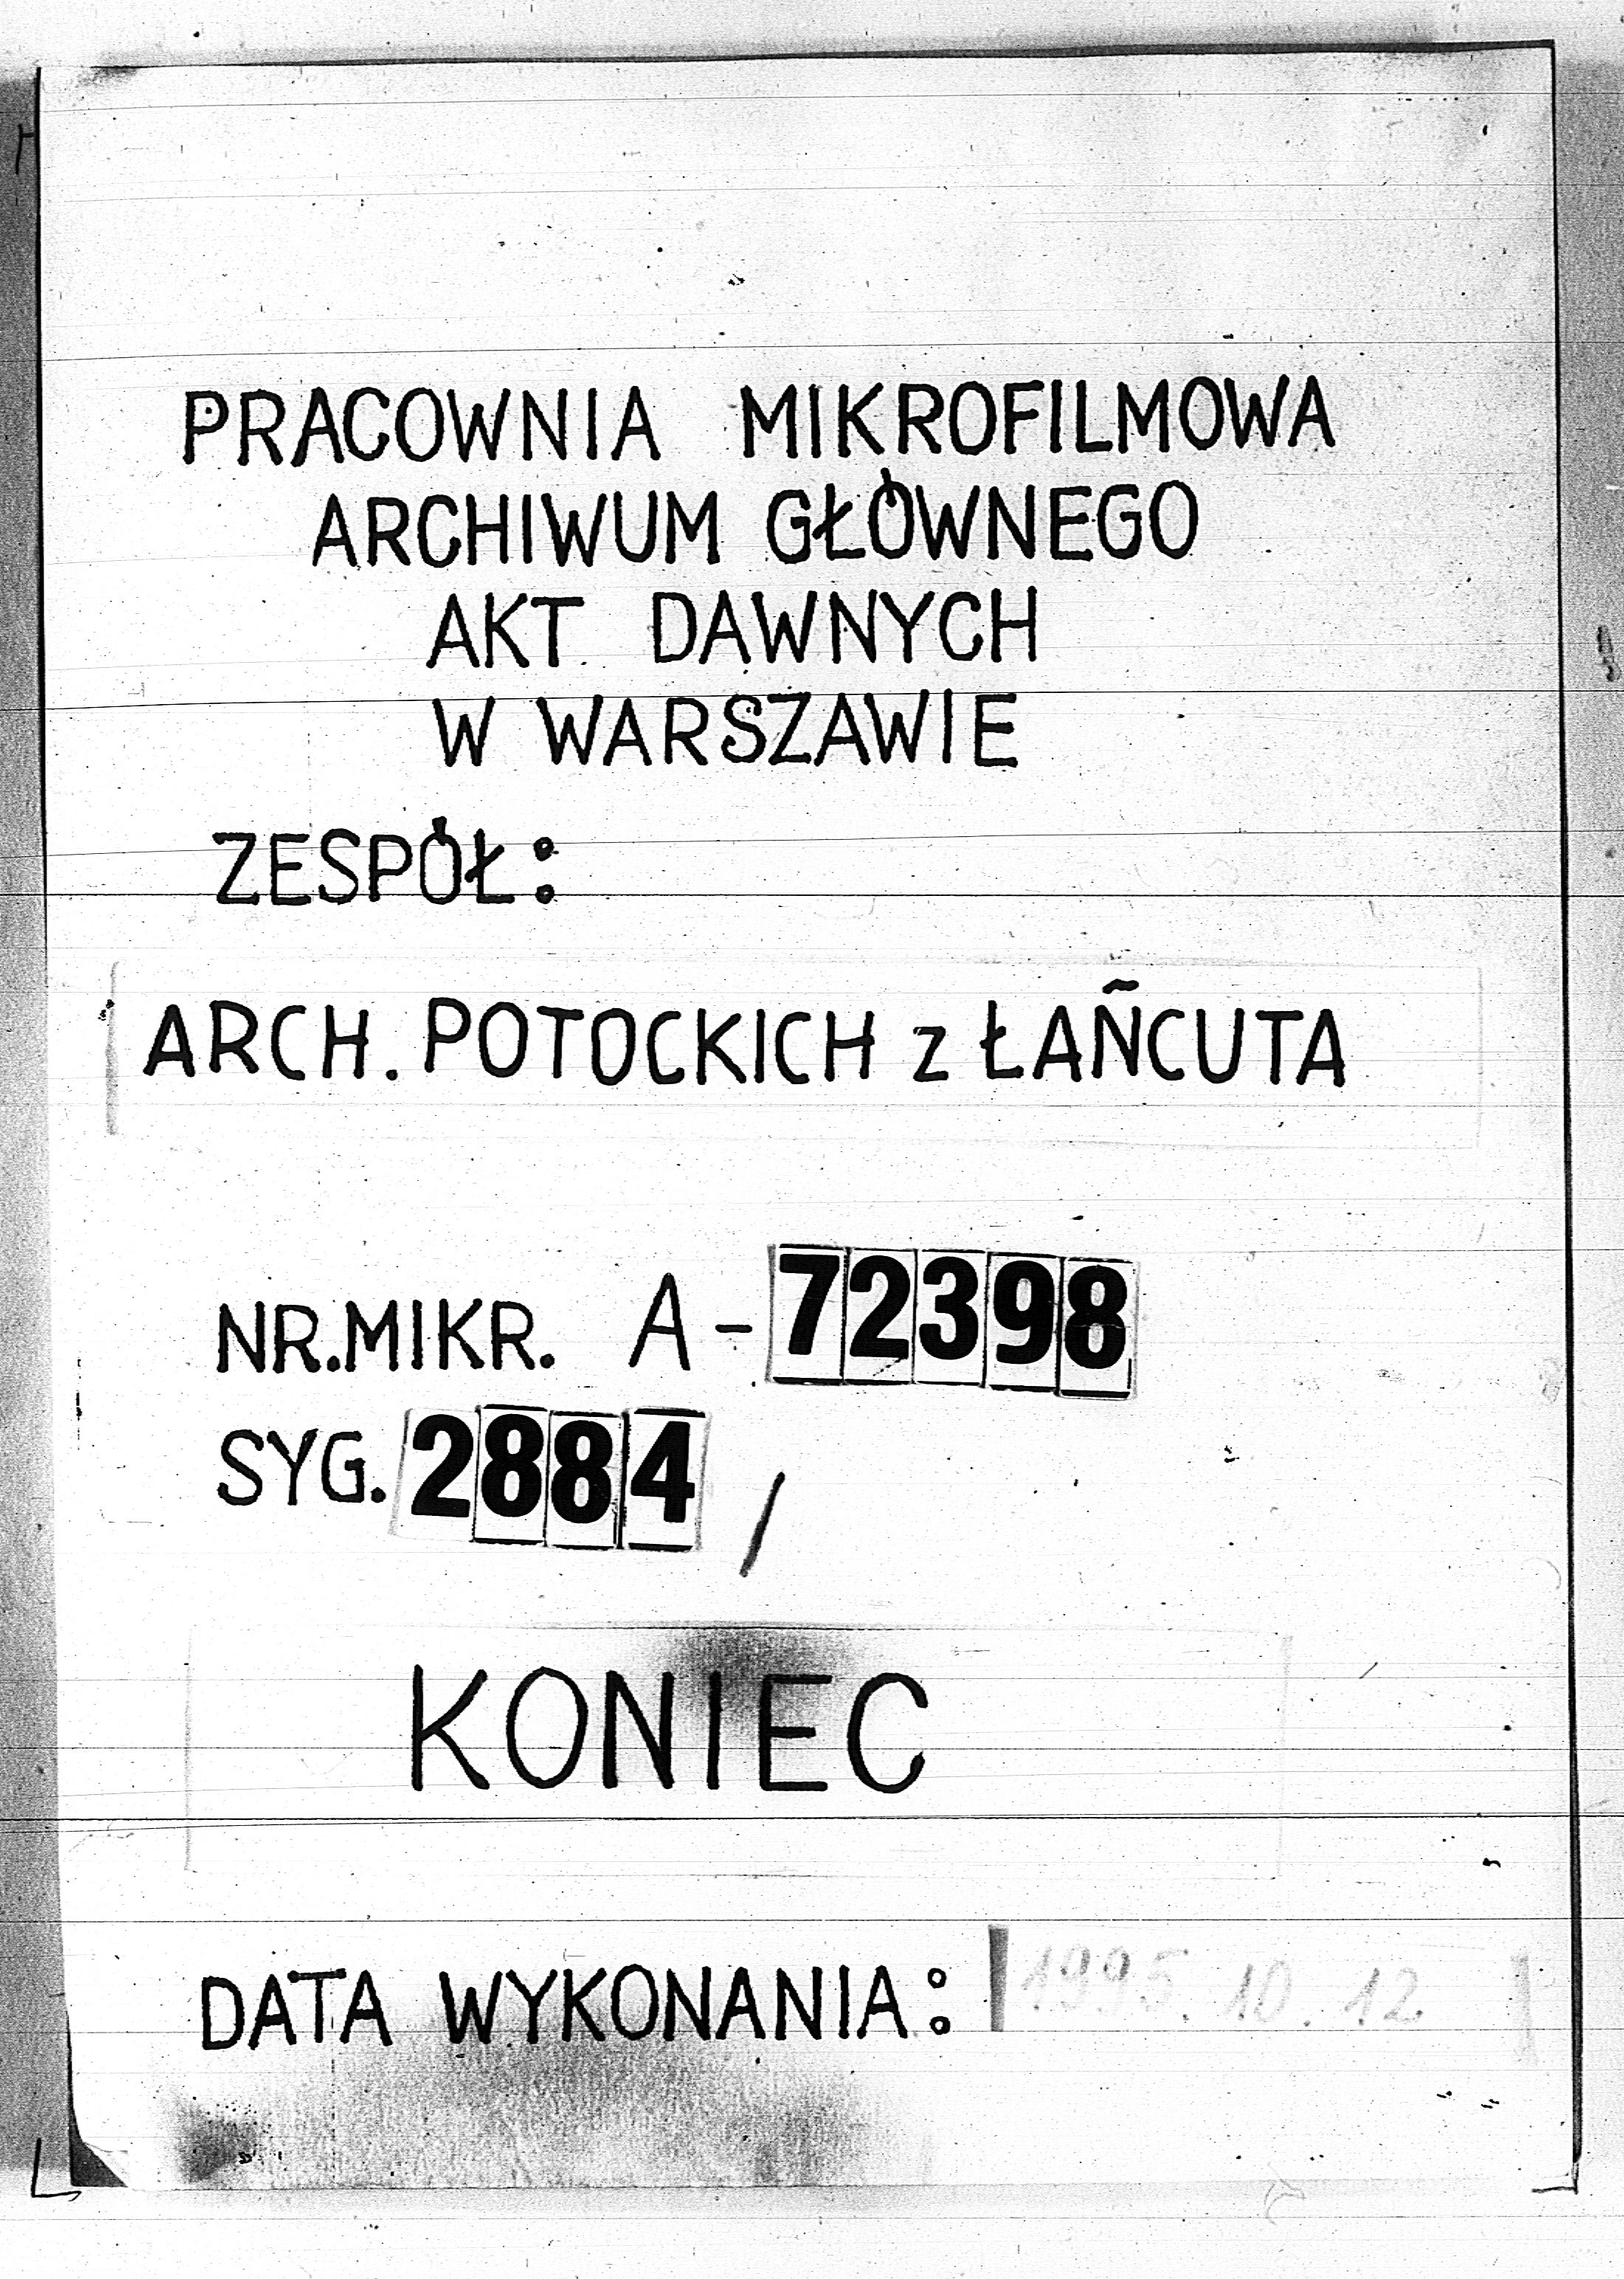 PRACOWNIA MIKROFILMOWA
ARCHIWUM GŁÓWNEGO
AKT DAWNYCH
W WARSZAWIE
ZESPÓŁ:
ARCH. POTOCKICH z ŁAÑCUTA
NR.MIKR. A-72398
SYG. 2884 /
KONIEC
DATA WYKONANIA: 1995. 10. 12